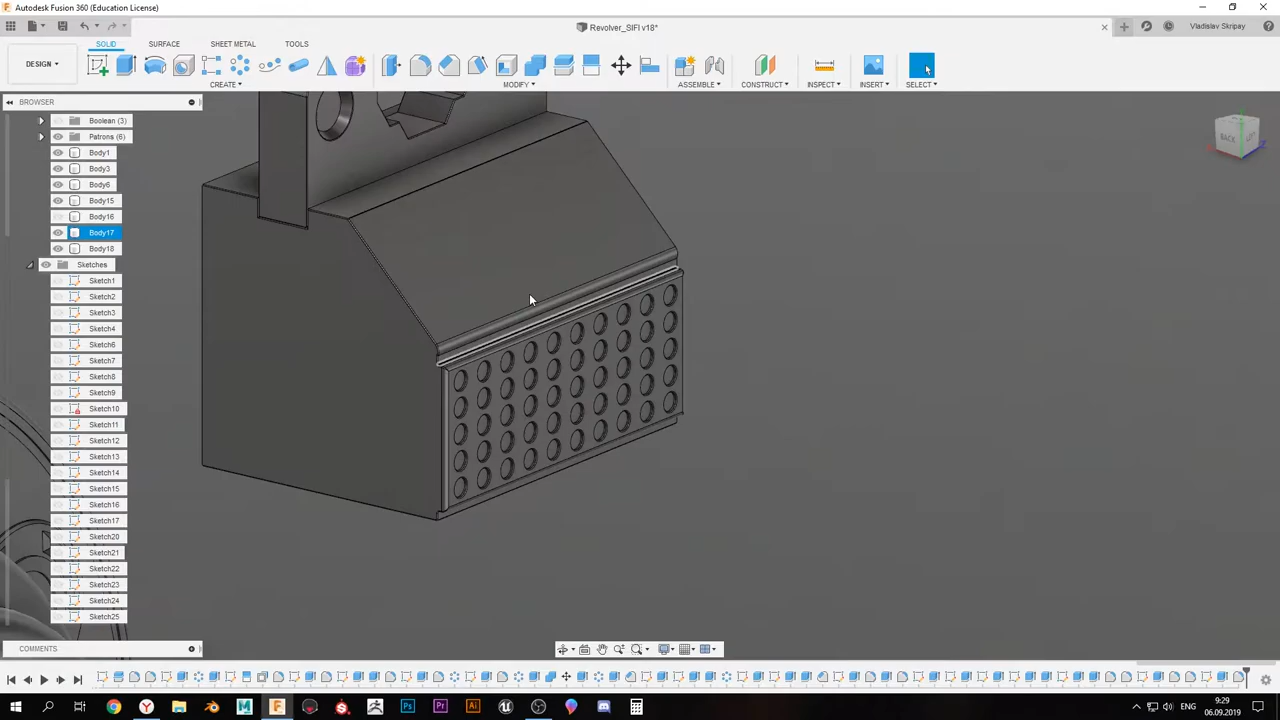 Autodesk Fusion 360 (Education License)
Revolver_SIFI v18*
Vladislav Skripay
DESIGN
SOLID
SURFACE
SHEET METAL
TOOLS
CREATE
MODIFY
ASSEMBLE
CONSTRUCT
INSPECT
INSERT
SELECT
BROWSER
Boolean (3)
Patrons (6)
Body1
Body3
Body6
Body15
Body16
Body17
Body18
Sketches
Sketch1
Sketch2
Sketch3
Sketch4
Sketch6
Sketch7
Sketch8
Sketch9
Sketch10
Sketch11
Sketch12
Sketch13
Sketch14
Sketch15
Sketch16
Sketch17
Sketch20
Sketch21
Sketch22
Sketch23
Sketch24
Sketch25
BACK
LEFT
COMMENTS
ENG
9:29
06.09.2019